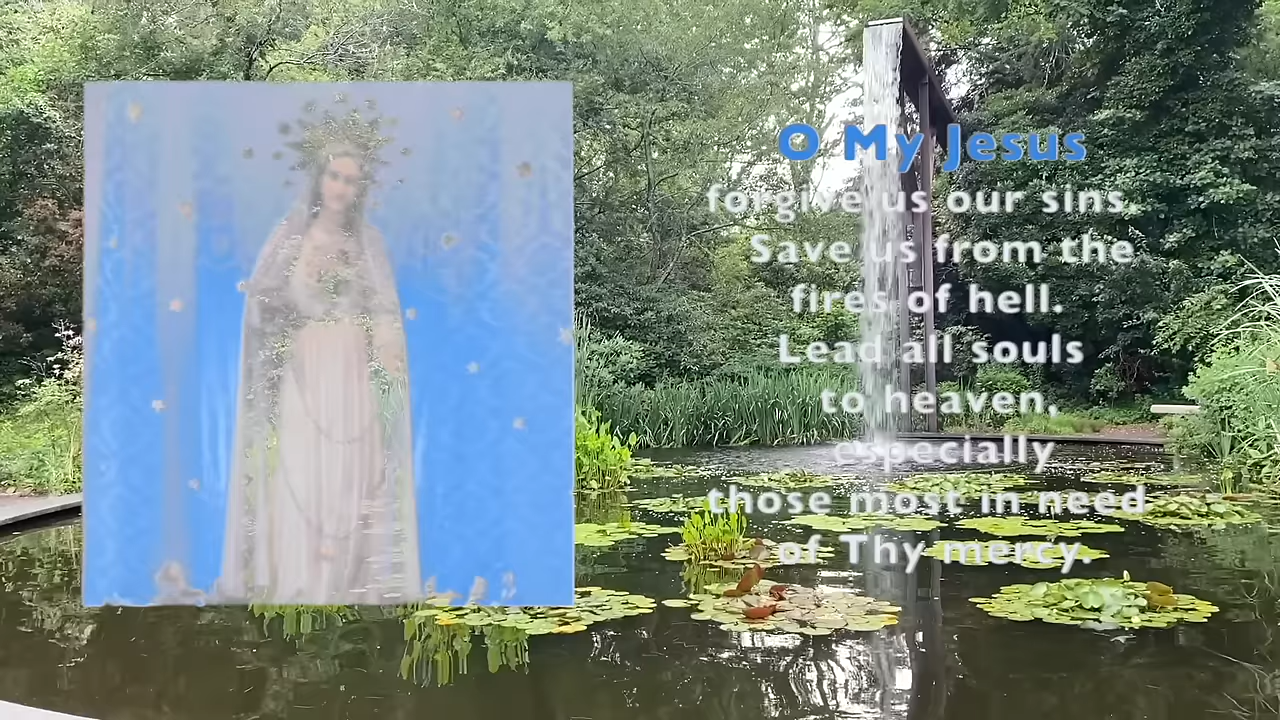 O My Jesus
forgive us our sins.
Save us from the
fires of hell.
Lead all souls
to heaven,
especially
those most in need
of Thy mercy.